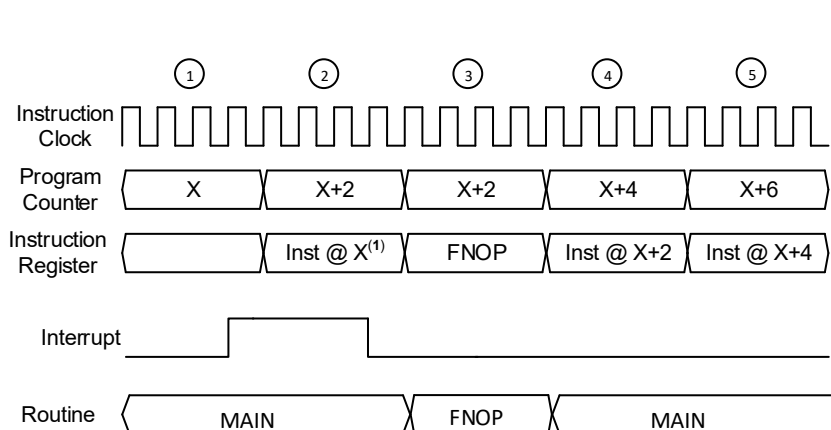 1 2 3 4 5
Instruction
Clock
Program
Counter
X X+2 X+2 X+4 X+6
Instruction
Register
Inst @ X(1) FNOP Inst @ X+2 Inst @ X+4
Interrupt
Routine MAIN FNOP MAIN